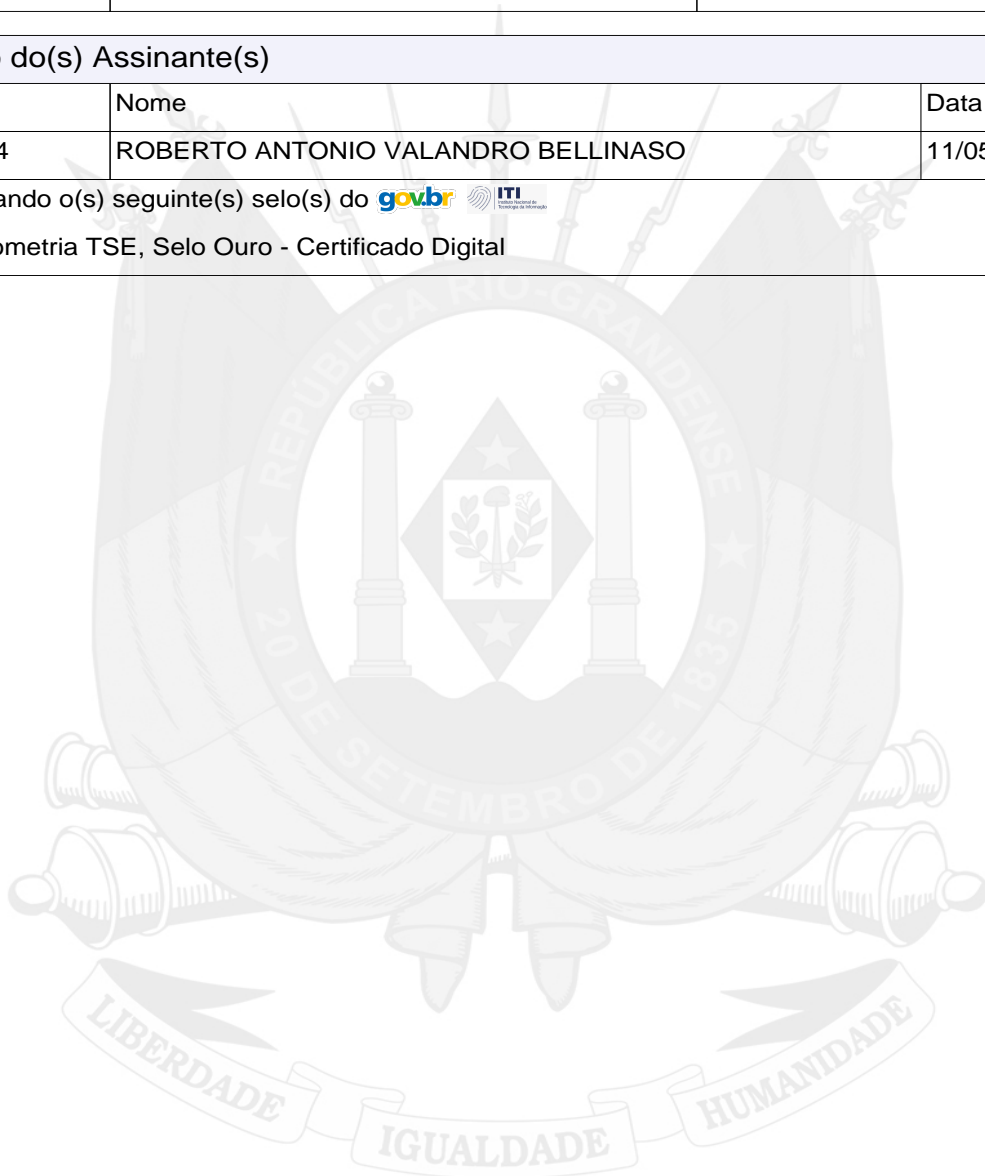 do(s) Assinante(s)
Nome Data
4 ROBERTO ANTONIO VALANDRO BELLINASO 11/05
ando o(s) seguinte(s) selo(s) do gov.br ITI
ometria TSE, Selo Ouro - Certificado Digital
REPÚBLICA RIO-GRANDENSE
20 DE SETEMBRO DE 1835
LIBERDADE IGUALDADE HUMANIDADE